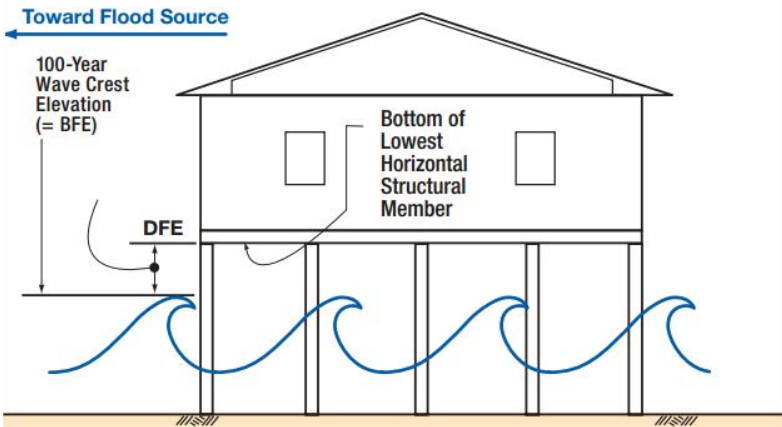 Toward Flood Source
100-Year
Wave Crest
Elevation
(= BFE)
Bottom of
Lowest
Horizontal
Structural
Member
DFE